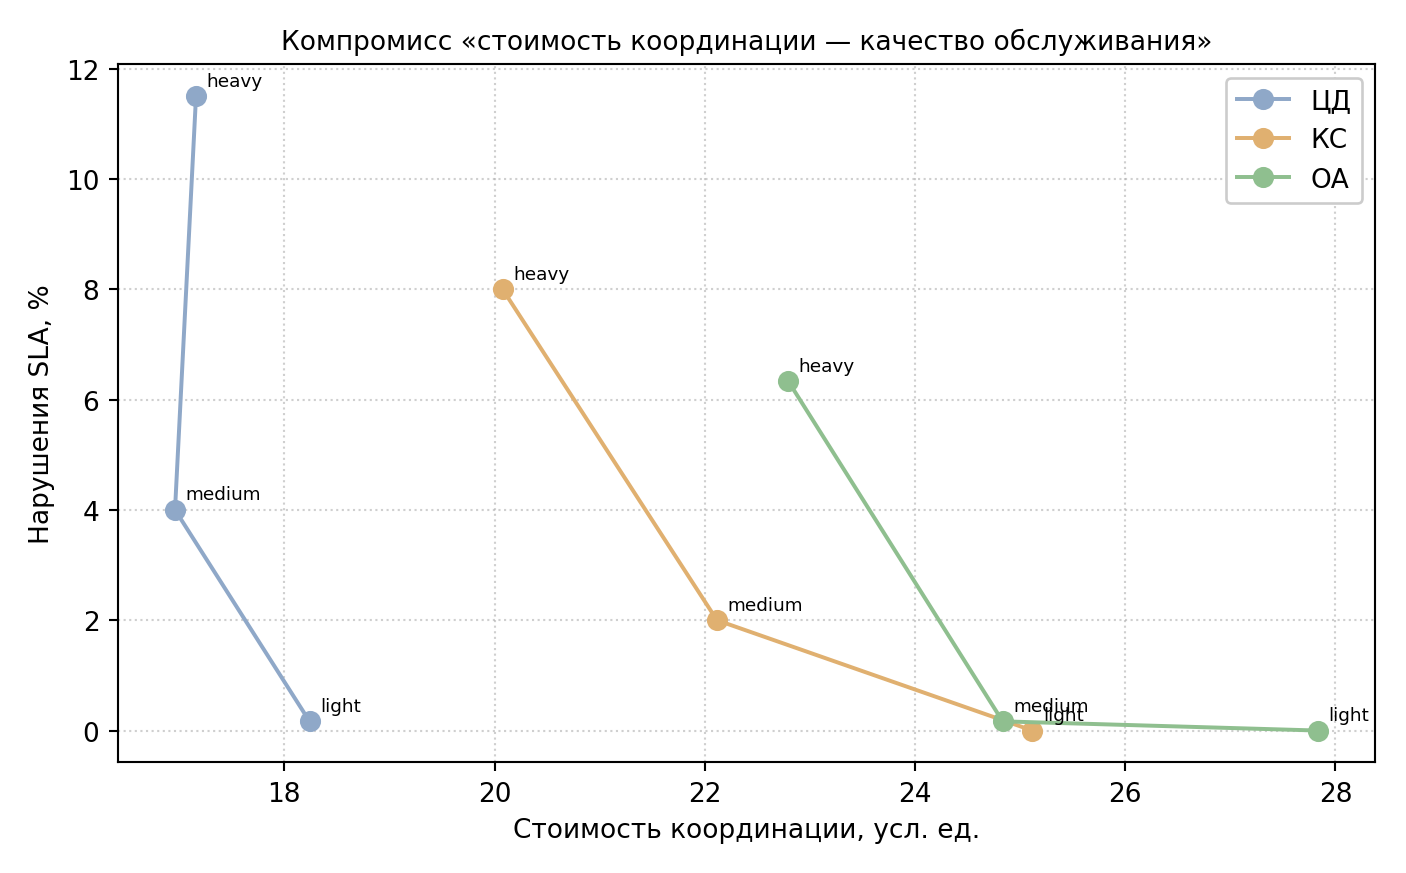 Компромисс «стоимость координации — качество обслуживания»
12
10
8
6
4
2
0
Нарушения SLA, %
heavy
medium
light
heavy
medium
light
heavy
medium
light
ЦД
КС
ОА
18
20
22
24
26
28
Стоимость координации, усл. ед.